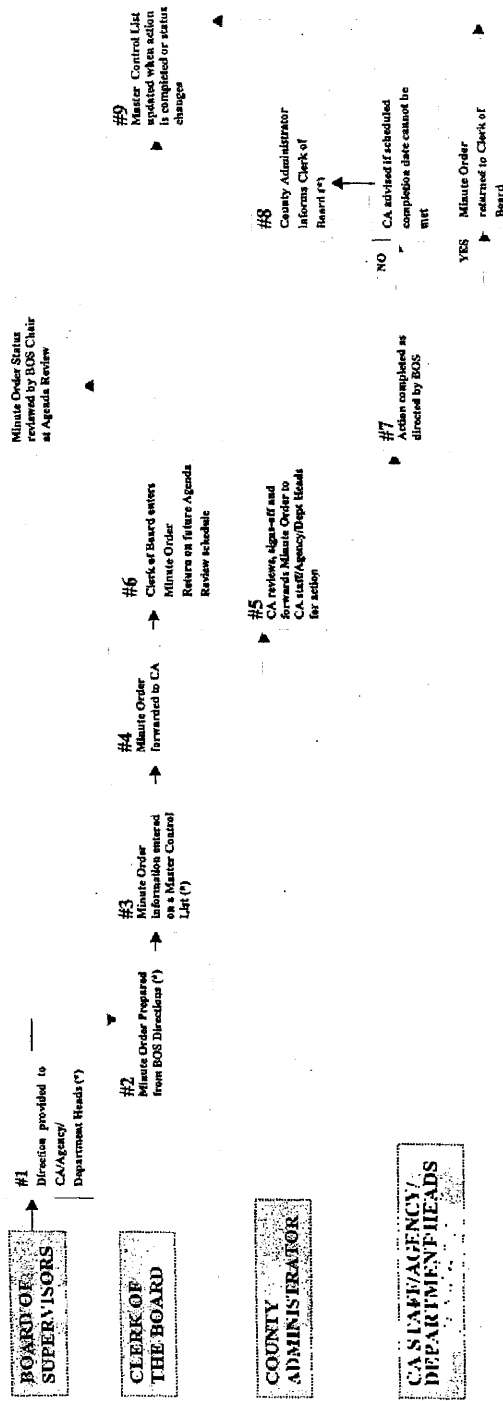 BOARD OF
SUPERVISORS
#1
Direction provided to
CA/Agency/
Department Heads (*)
Minute Order Status
reviewed by BOS Chair
at Agenda Review
CLERK OF
THE BOARD
#2
Minute Order Prepared
from BOS Directions (*)
#3
Minute Order
information entered
on a Master Control
List (*)
#4
Minute Order
forwarded to CA
#6
Clerk of Board enters
Minute Order
Return on future Agenda
Review schedule
#9
Master Control List
updated when action
is completed or status
changes
COUNTY
ADMINISTRATOR
#5
CA reviews, signs-off and
forwards Minute Order to
CA staff/Agency/Dept Heads
for action
#8
County Administrator
informs Clerk of
Board (*)
CA STAFF/AGENCY/
DEPARTMENT HEADS
#7
Action completed as
directed by BOS
NO
CA advised if scheduled
completion date cannot be
met
YES
Minute Order
returned to Clerk of
Board